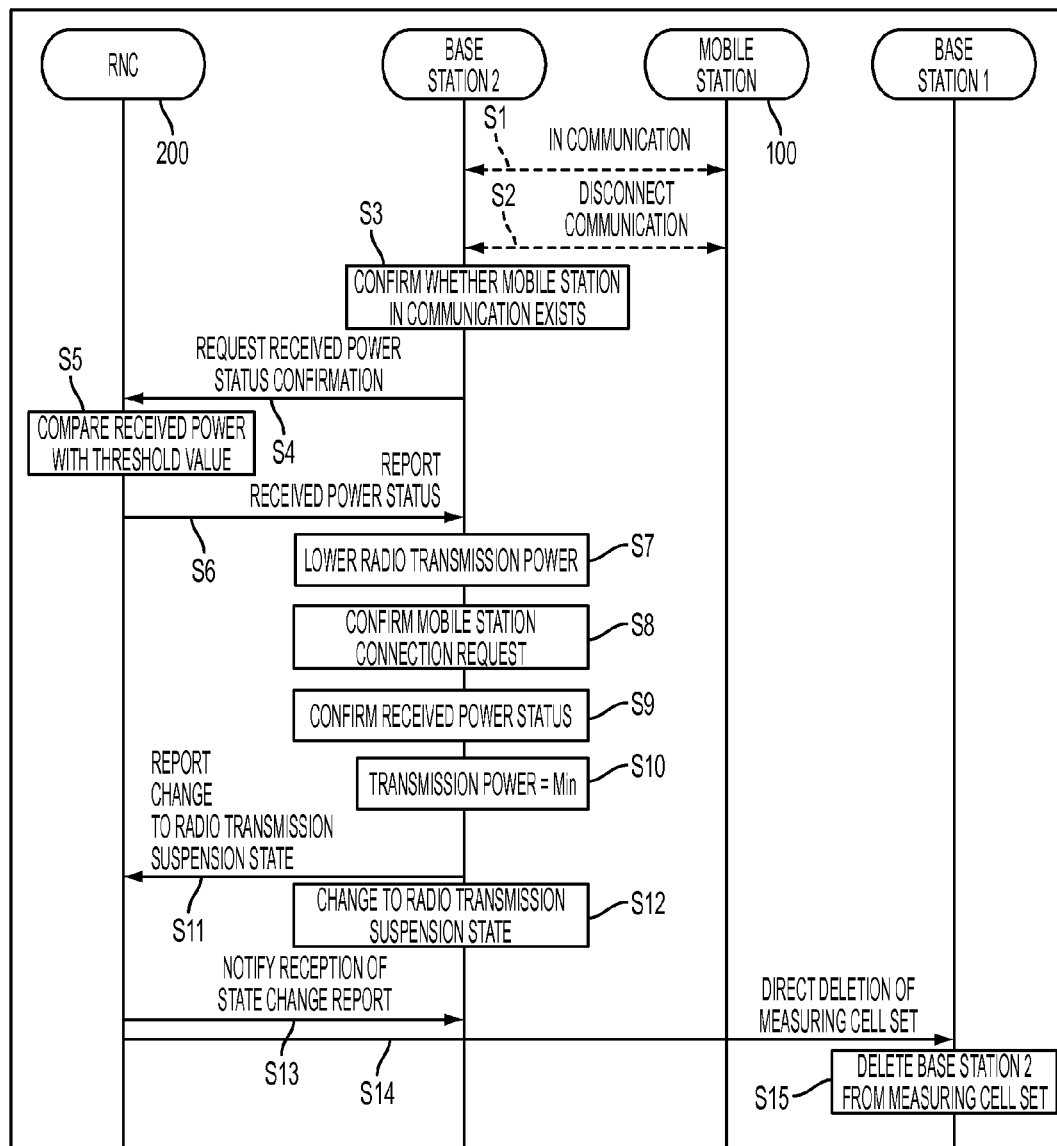 RNC
BASE
STATION 2
MOBILE
STATION
BASE
STATION 1
200
100
S1
IN COMMUNICATION
S2
DISCONNECT
COMMUNICATION
S3
CONFIRM WHETHER MOBILE STATION
IN COMMUNICATION EXISTS
REQUEST RECEIVED POWER
STATUS CONFIRMATION
S4
S5
COMPARE RECEIVED POWER
WITH THRESHOLD VALUE
REPORT
RECEIVED POWER STATUS
S6
LOWER RADIO TRANSMISSION POWER
S7
CONFIRM MOBILE STATION
CONNECTION REQUEST
S8
CONFIRM RECEIVED POWER STATUS
S9
TRANSMISSION POWER = Min
S10
REPORT
CHANGE
TO RADIO TRANSMISSION
SUSPENSION STATE
S11
CHANGE TO RADIO TRANSMISSION
SUSPENSION STATE
S12
NOTIFY RECEPTION OF
STATE CHANGE REPORT
S13
DIRECT DELETION OF
MEASURING CELL SET
S14
DELETE BASE STATION 2
FROM MEASURING CELL SET
S15